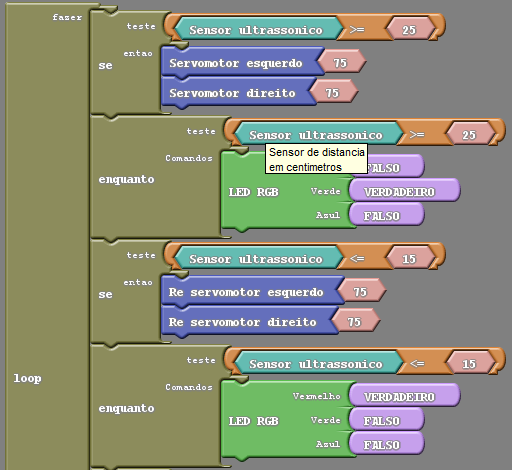 fazer
teste Sensor ultrassonico >= 25
se
entao
Servomotor esquerdo 75
Servomotor direito 75
teste Sensor ultrassonico >= 25
Sensor de distancia
em centimetros
Comandos
FALSO
enquanto
LED RGB Verde VERDADEIRO
Azul FALSO
teste Sensor ultrassonico <= 15
entao
se
Re servomotor esquerdo 75
Re servomotor direito 75
teste Sensor ultrassonico <= 15
loop
Comandos
Vermelho VERDADEIRO
enquanto
LED RGB Verde FALSO
Azul FALSO